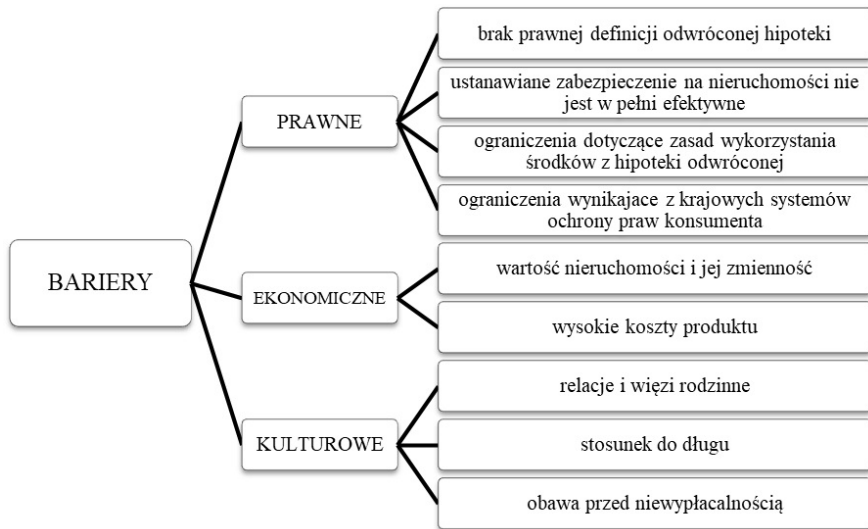 BARIERY
PRAWNE
brak prawnej definicji odwróconej hipoteki
ustanawiane zabezpieczenie na nieruchomości nie
jest w pełni efektywne
ograniczenia dotyczące zasad wykorzystania
środków z hipoteki odwróconej
ograniczenia wynikajace z krajowych systemów
ochrony praw konsumenta
EKONOMICZNE
wartość nieruchomości i jej zmienność
wysokie koszty produktu
KULTUROWE
relacje i więzi rodzinne
stosunek do długu
obawa przed niewypłacalnością